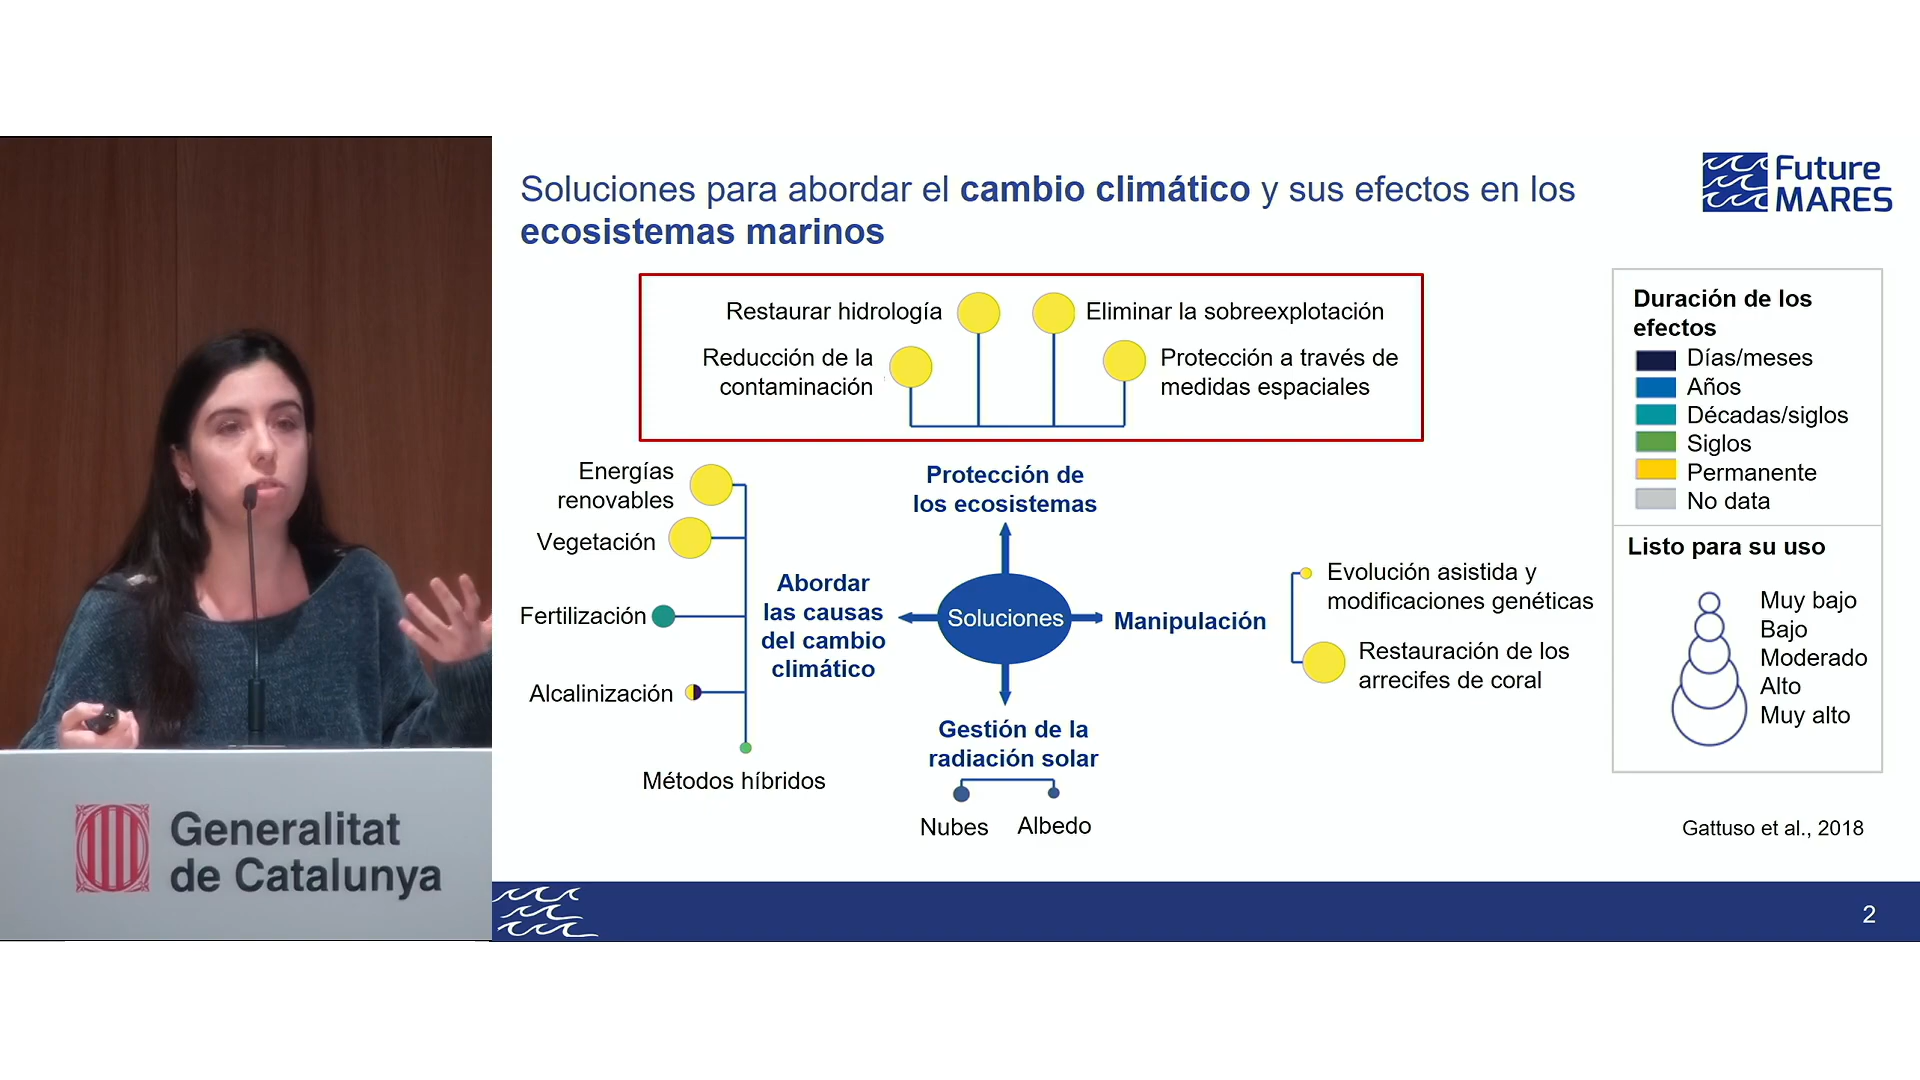 Soluciones para abordar el cambio climático y sus efectos en los
ecosistemas marinos
Future
MARES
Restaurar hidrología
Eliminar la sobreexplotación
Reducción de la
contaminación
Protección a través de
medidas espaciales
Energías
renovables
Vegetación
Fertilización
Alcalinización
Métodos híbridos
Protección de
los ecosistemas
Abordar
las causas
del cambio
climático
Soluciones
Manipulación
Evolución asistida y
modificaciones genéticas
Restauración de los
arrecifes de coral
Gestión de la
radiación solar
Nubes
Albedo
Duración de los
efectos
Días/meses
Años
Décadas/siglos
Siglos
Permanente
No data
Listo para su uso
Muy bajo
Bajo
Moderado
Alto
Muy alto
Gattuso et al., 2018
Generalitat
de Catalunya
2